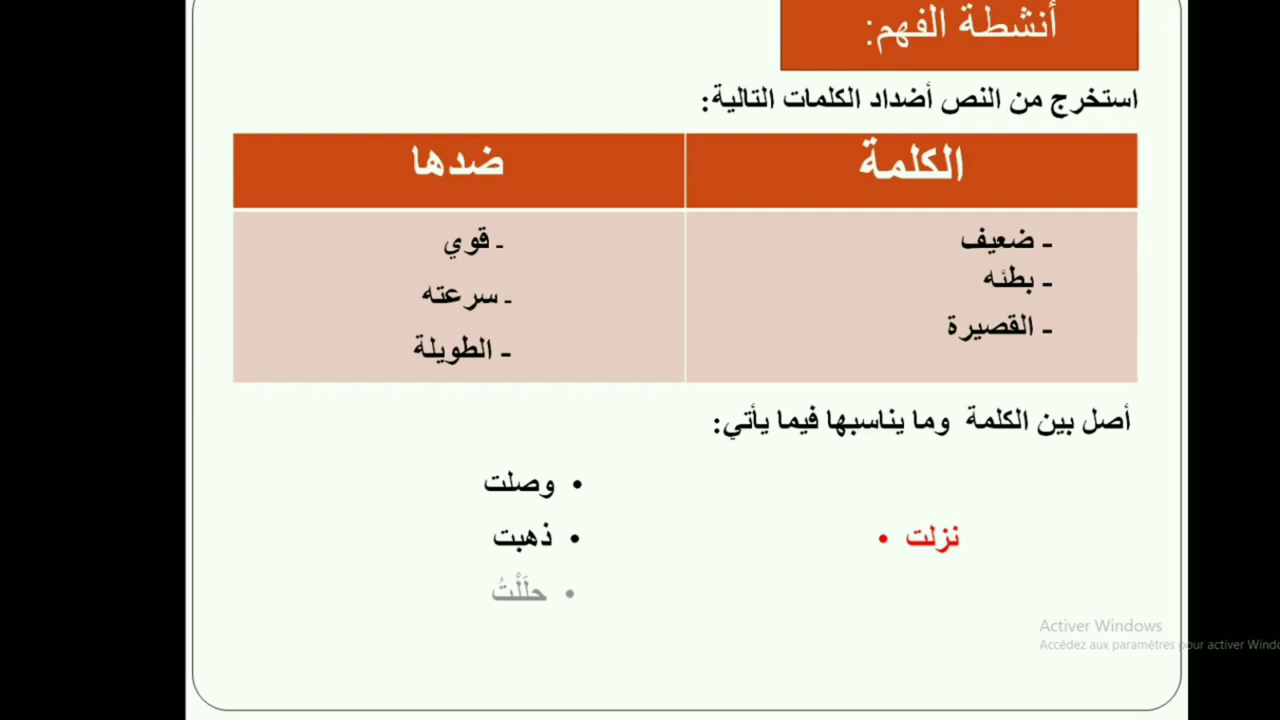 أنشطة الفهم:
استخرج من النص أضداد الكلمات التالية:
الكلمة ضدها
- ضعيف - قوي
- بطئه - سرعته
- القصيرة - الطويلة
أصل بين الكلمة وما يناسبها فيما يأتي:
• وصلت
نزلت • • ذهبت
• حلَلْتُ
Activer Windows
Accédez aux paramètres pour activer